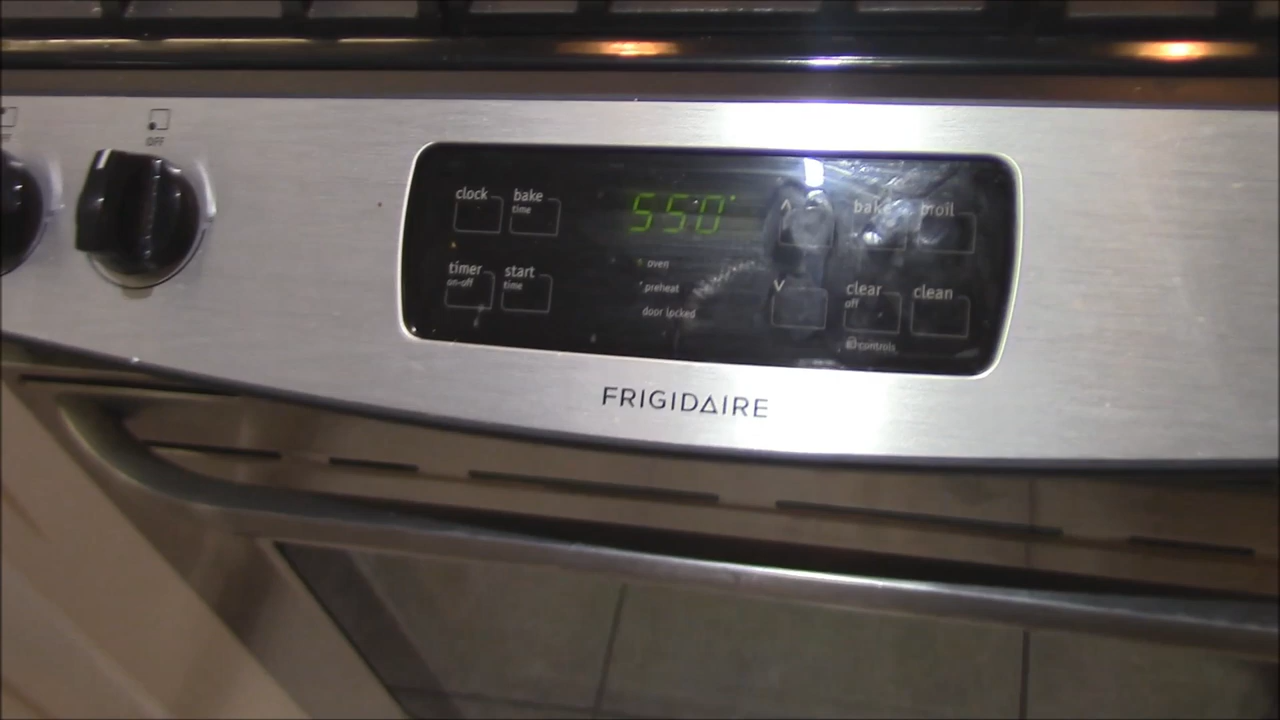 OFF
clock
bake
time
550°
^
bake
broil
timer
on-off
start
time
oven
preheat
door locked
v
clear
off
clean
controls
FRIGIDAIRE